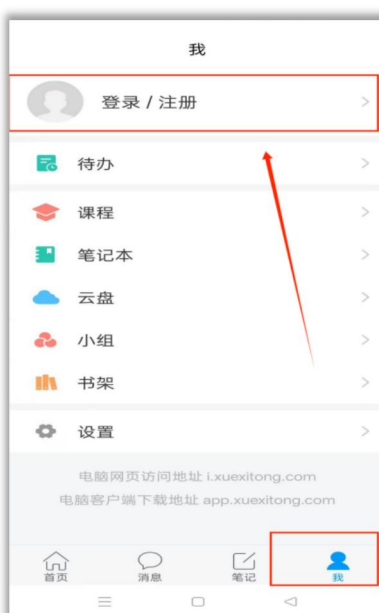 我
登录 / 注册
待办
课程
笔记本
云盘
小组
书架
设置
电脑网页访问地址 i.xuexitong.com
电脑客户端下载地址 app.xuexitong.com
首页 消息 笔记 我